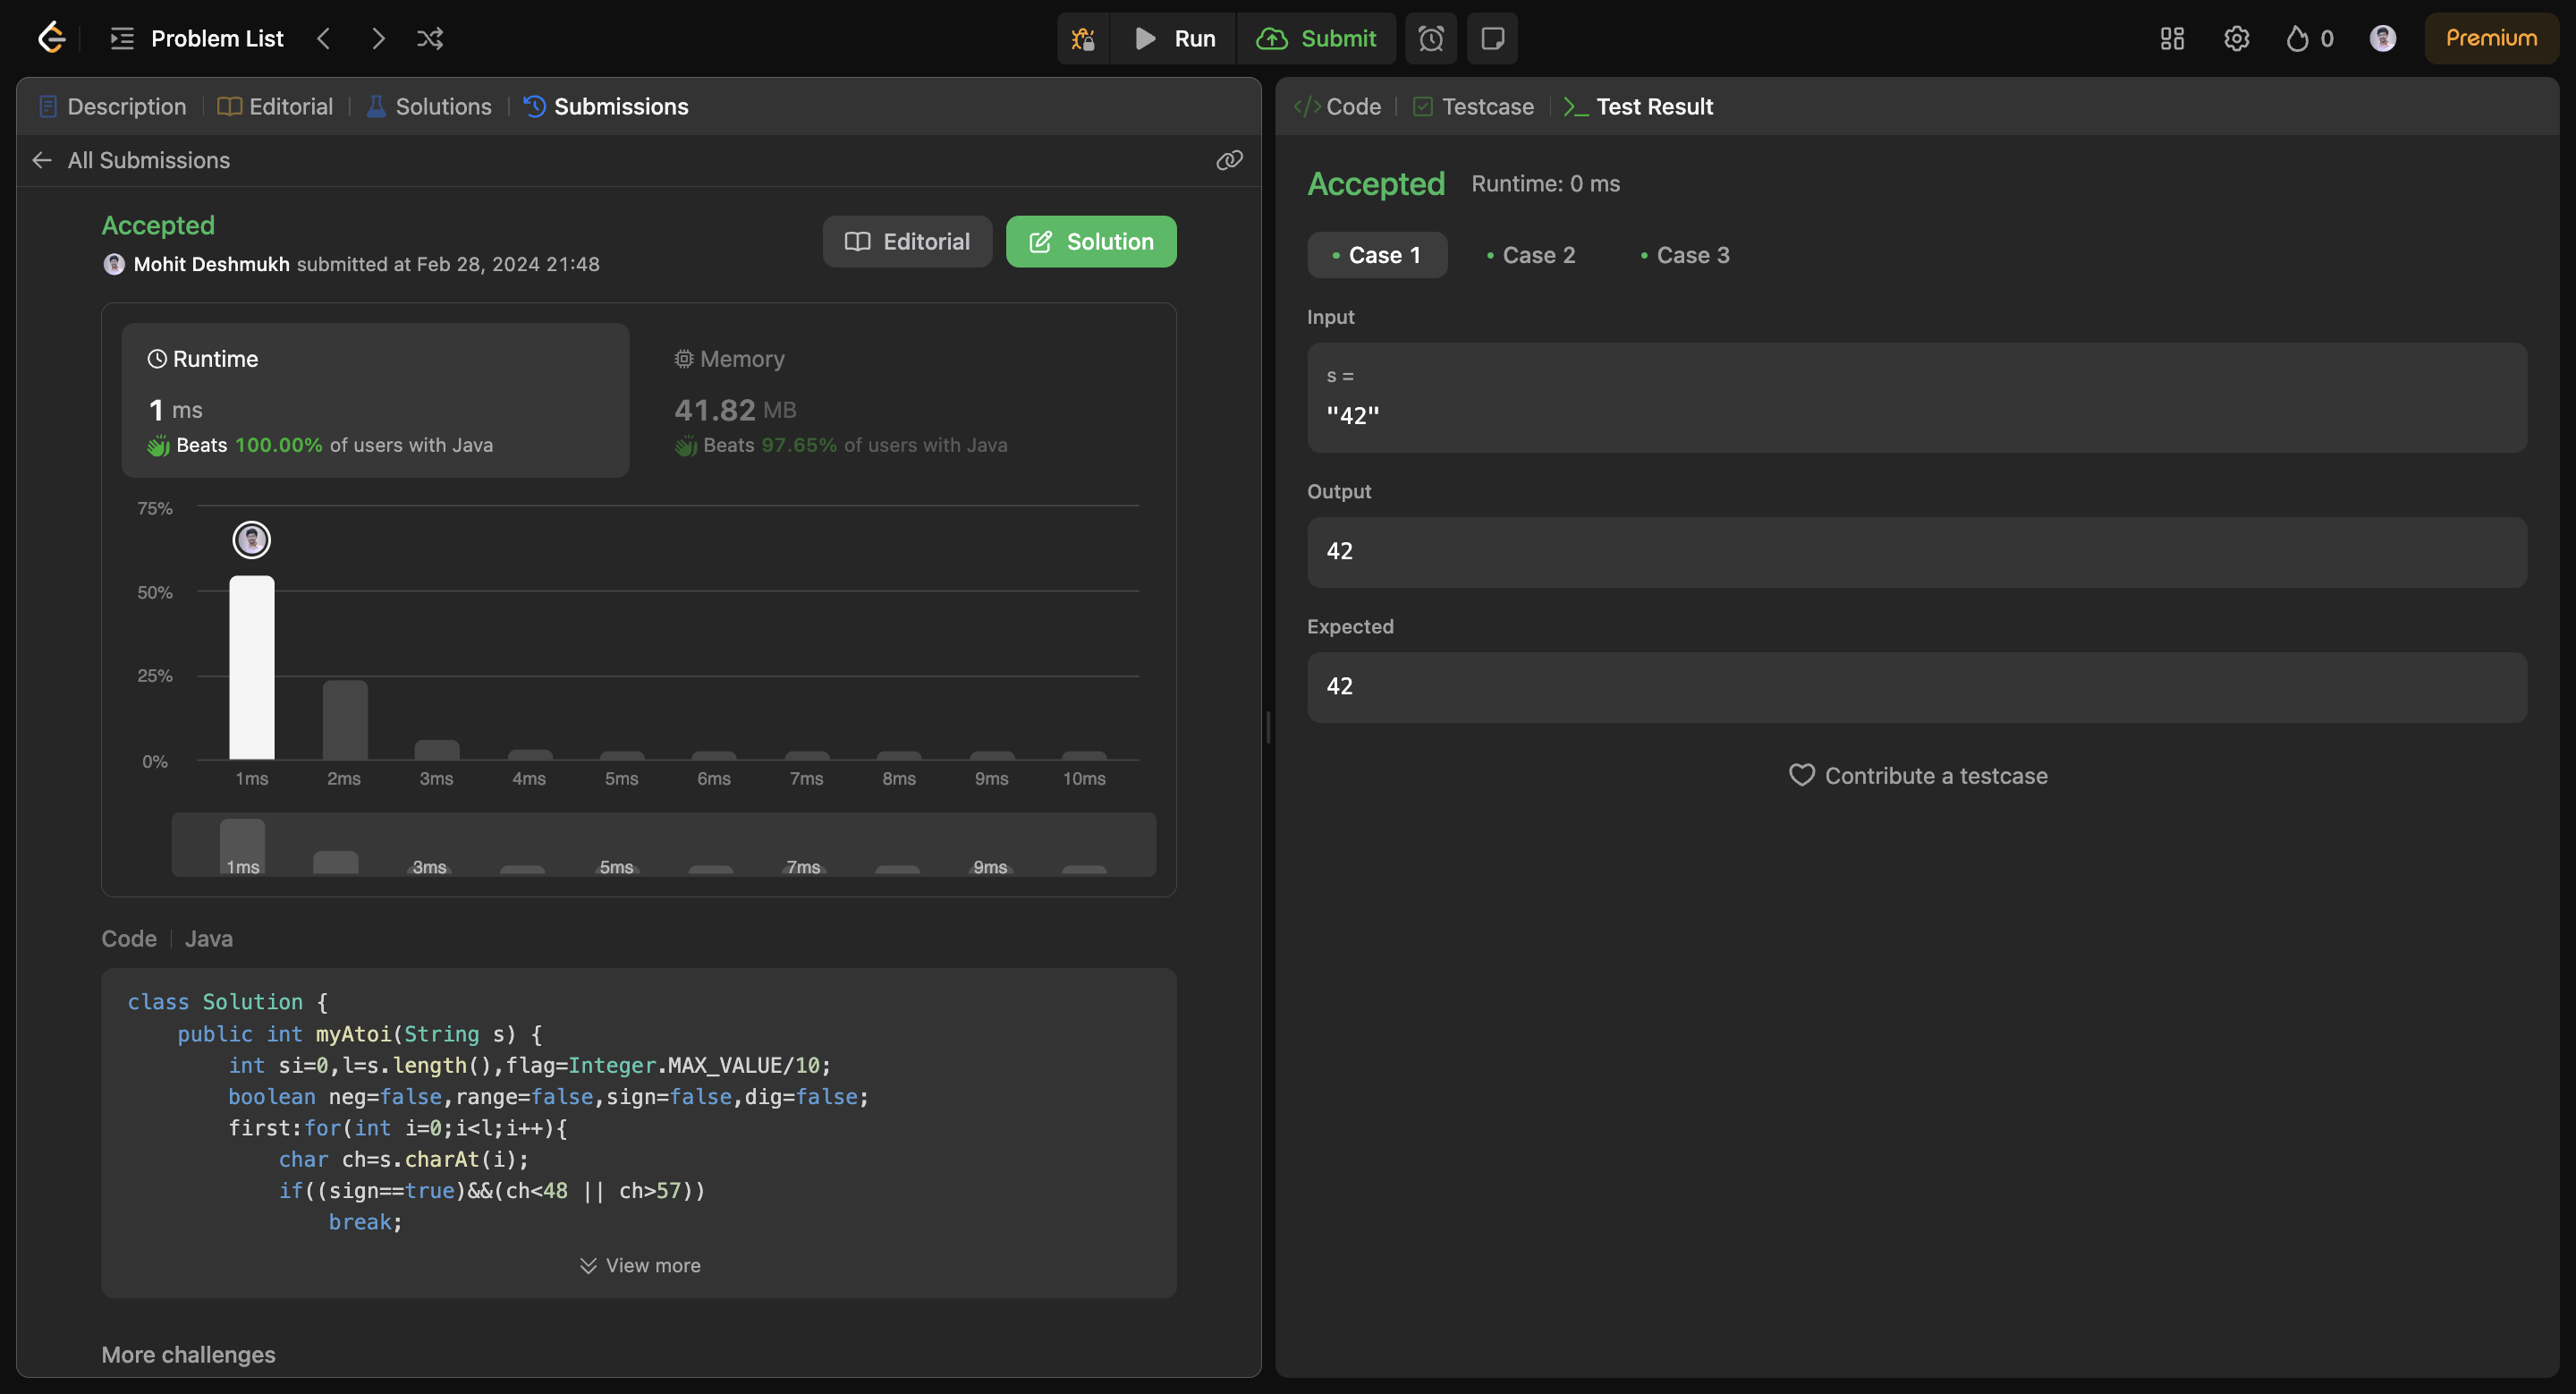 Problem List
Run
Submit
0
Premium
Description
Editorial
Solutions
Submissions
All Submissions
Accepted
Mohit Deshmukh submitted at Feb 28, 2024 21:48
Editorial
Solution
Runtime
1 ms
Beats 100.00% of users with Java
Memory
41.82 MB
Beats 97.65% of users with Java
75%
50%
25%
0%
1ms 2ms 3ms 4ms 5ms 6ms 7ms 8ms 9ms 10ms
1ms 3ms 5ms 7ms 9ms
Code
Java
class Solution {
    public int myAtoi(String s) {
        int si=0,l=s.length(),flag=Integer.MAX_VALUE/10;
        boolean neg=false,range=false,sign=false,dig=false;
        first:for(int i=0;i<l;i++){
            char ch=s.charAt(i);
            if((sign==true)&&(ch<48 || ch>57))
                break;
View more
More challenges
</> Code
Testcase
>_ Test Result
Accepted
Runtime: 0 ms
• Case 1
• Case 2
• Case 3
Input
s =
"42"
Output
42
Expected
42
Contribute a testcase